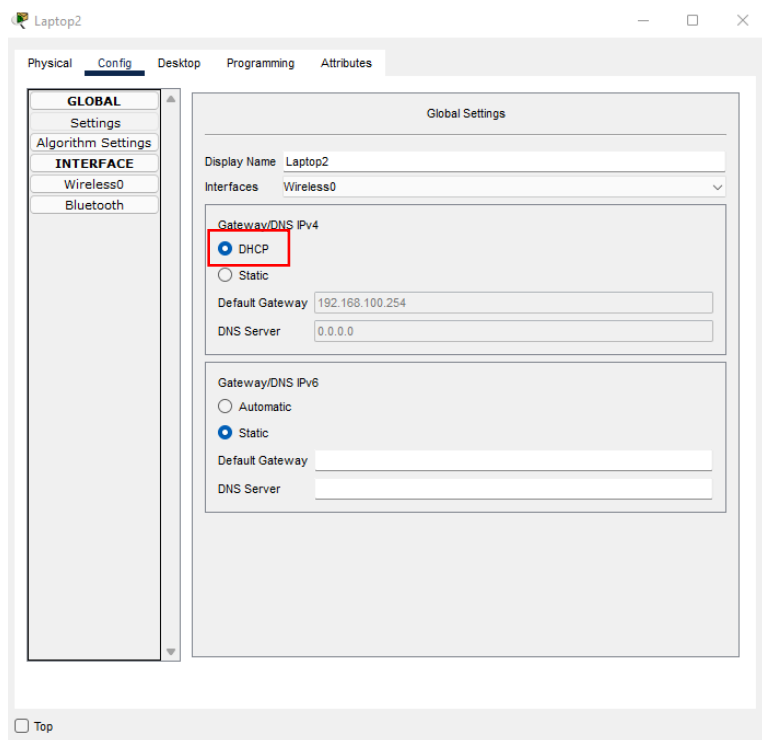 Laptop2
Physical Config Desktop Programming Attributes
GLOBAL
Settings
Algorithm Settings
INTERFACE
Wireless0
Bluetooth
Global Settings
Display Name Laptop2
Interfaces Wireless0
Gateway/DNS IPv4
DHCP
Static
Default Gateway 192.168.100.254
DNS Server 0.0.0.0
Gateway/DNS IPv6
Automatic
Static
Default Gateway
DNS Server
Top